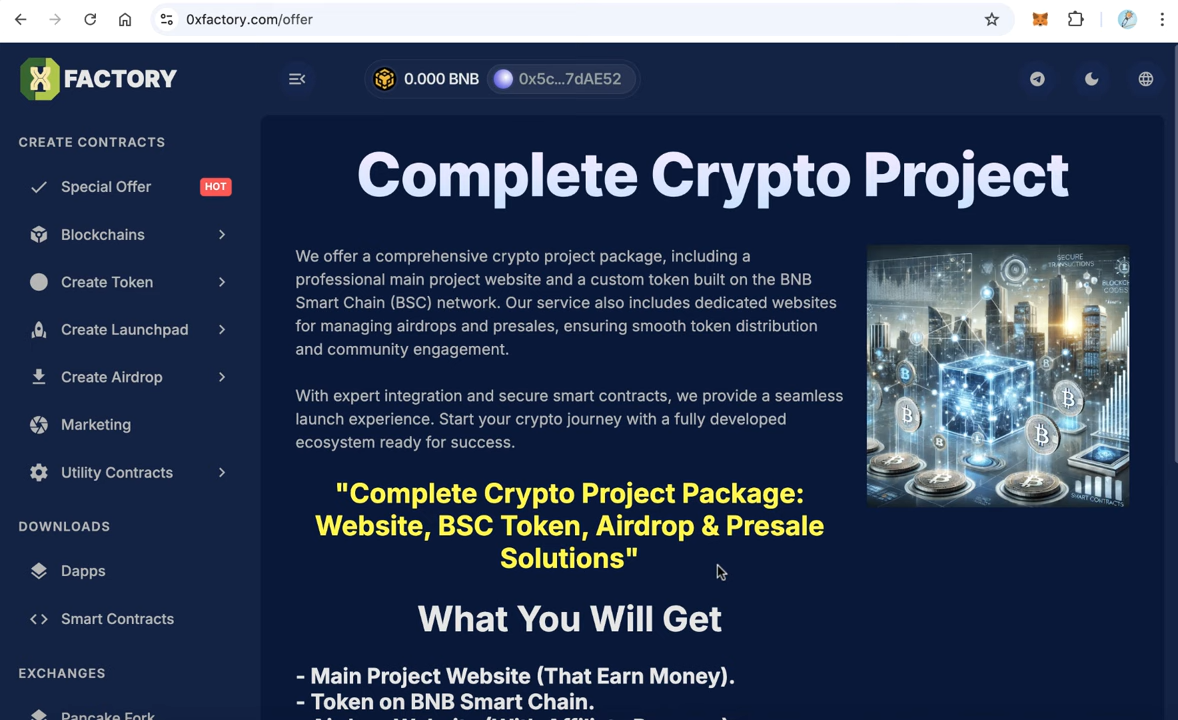 0xfactory.com/offer
FACTORY
0.000 BNB
0x5c...7dAE52
CREATE CONTRACTS
Special Offer
HOT
Blockchains
Create Token
Create Launchpad
Create Airdrop
Marketing
Utility Contracts
DOWNLOADS
Dapps
Smart Contracts
EXCHANGES
Pancake Fork
Complete Crypto Project
We offer a comprehensive crypto project package, including a
professional main project website and a custom token built on the BNB
Smart Chain (BSC) network. Our service also includes dedicated websites
for managing airdrops and presales, ensuring smooth token distribution
and community engagement.
With expert integration and secure smart contracts, we provide a seamless
launch experience. Start your crypto journey with a fully developed
ecosystem ready for success.
SECURE
"Complete Crypto Project Package:
Website, BSC Token, Airdrop & Presale
Solutions"
What You Will Get
- Main Project Website (That Earn Money).
- Token on BNB Smart Chain.